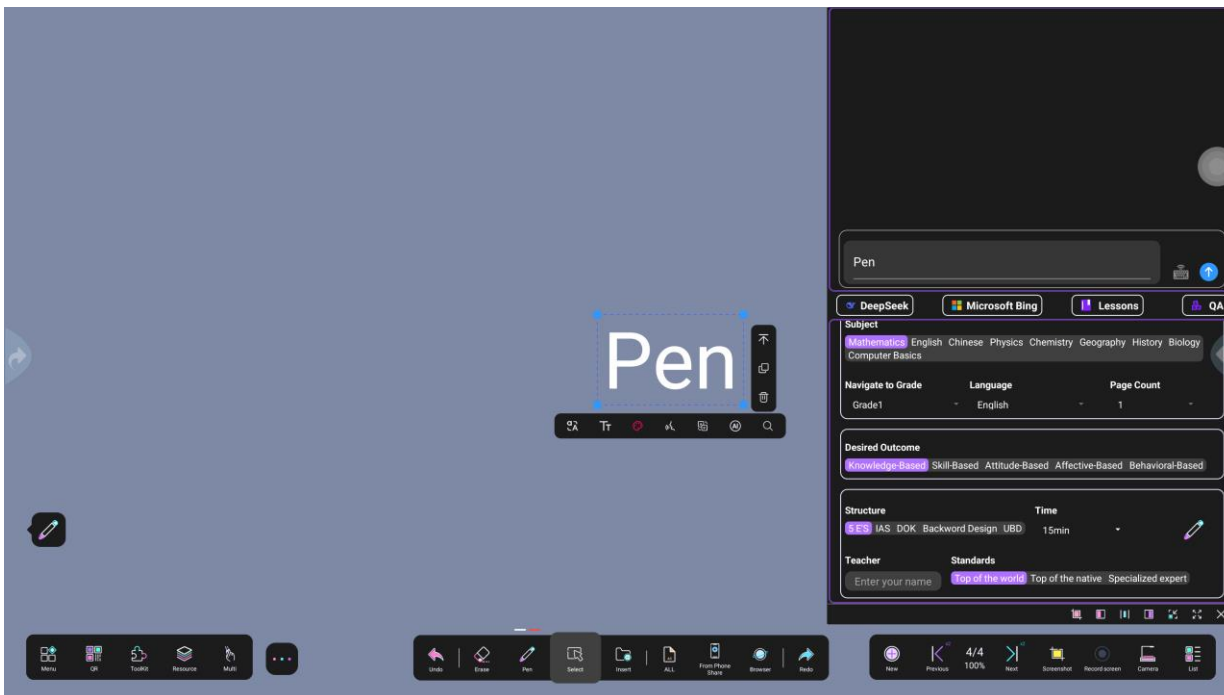 Pen
Pen
DeepSeek Microsoft Bing Lessons QA
Subject
Mathematics English Chinese Physics Chemistry Geography History Biology
Computer Basics
Navigate to Grade Language Page Count
Grade1 English 1
Desired Outcome
Knowledge-Based Skill-Based Attitude-Based Affective-Based Behavioral-Based
Structure Time
5 E'S IAS DOK Backword Design UBD 15min
Teacher Standards
Enter your name Top of the world Top of the native Specialized expert
Menu QR ToolKit Resource Multi Undo Erase Pen Select Insert ALL From Phone Share Browser Redo New Previous 4/4 100% Next Screenshot Record screen Camera List